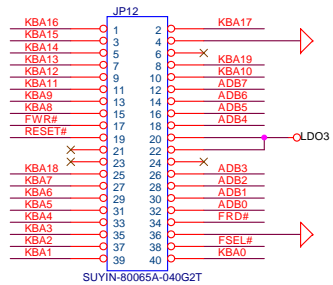 JP12
KBA16 1 2 KBA17
KBA15 3 4
KBA14 5 6
KBA13 7 8 KBA19
KBA12 9 10 KBA10
KBA11 11 12 ADB7
KBA9 13 14 ADB6
KBA8 15 16 ADB5
FWR# 17 18 ADB4
RESET# 19 20 LDO3
21 22
23 24
KBA18 25 26 ADB3
KBA7 27 28 ADB2
KBA6 29 30 ADB1
KBA5 31 32 ADB0
KBA4 33 34 FRD#
KBA3 35 36
KBA2 37 38 FSEL#
KBA1 39 40 KBA0
SUYIN-80065A-040G2T